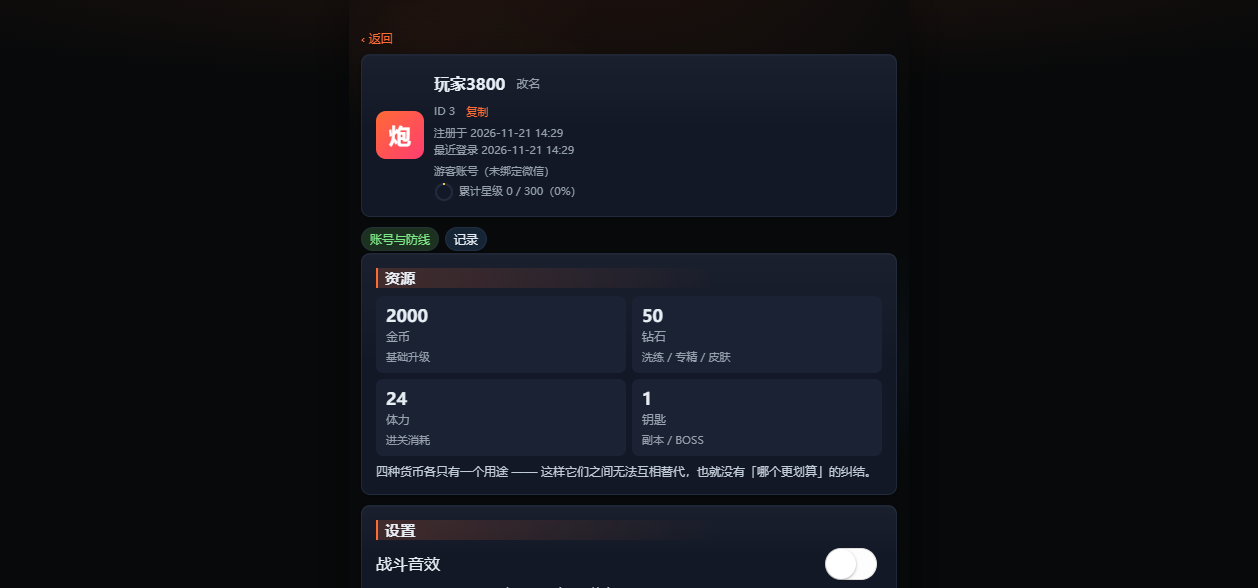 ‹ 返回
玩家3800 改名
ID 3 复制
炮
注册于 2026-11-21 14:29
最近登录 2026-11-21 14:29
游客账号（未绑定微信）
累计星级 0 / 300（0%）
账号与防线 记录
资源
2000
金币
基础升级
50
钻石
洗练 / 专精 / 皮肤
24
体力
进关消耗
1
钥匙
副本 / BOSS
四种货币各只有一个用途 —— 这样它们之间无法互相替代，也就没有「哪个更划算」的纠结。
设置
战斗音效